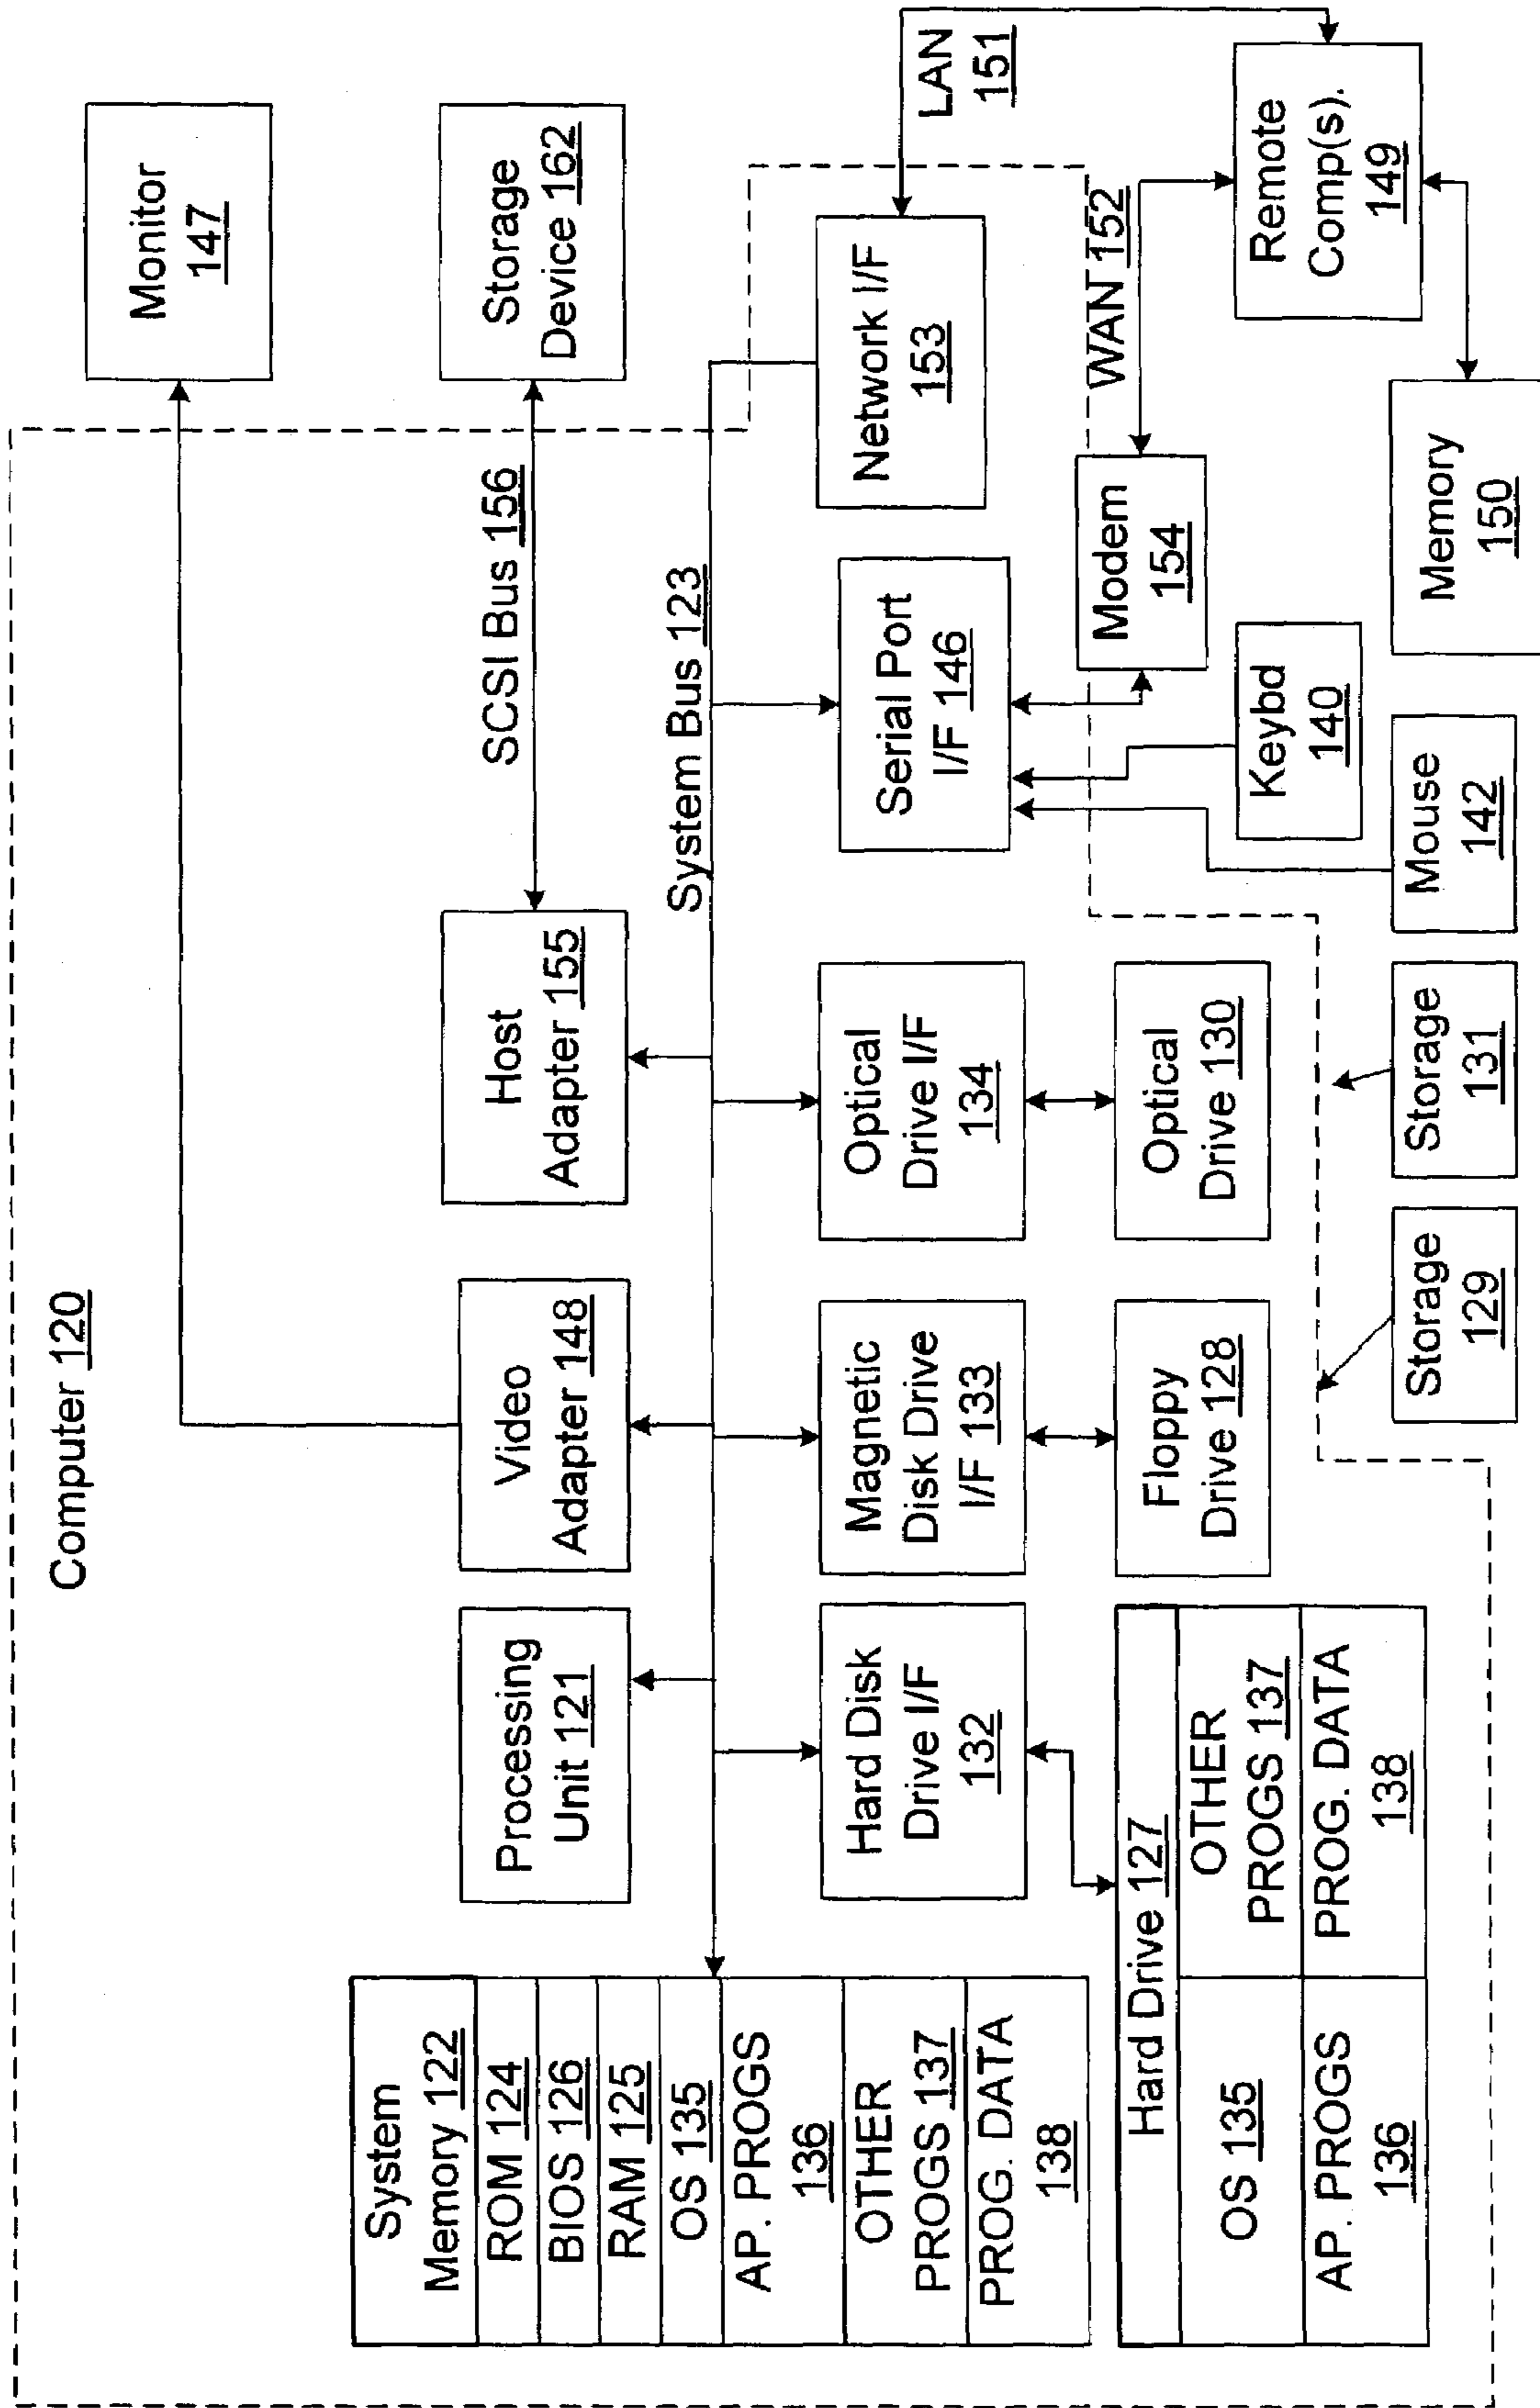 Computer 120
Monitor
147
System
Memory 122
ROM 124
BIOS 126
RAM 125
OS 135
AP. PROGS
136
OTHER
PROGS 137
PROG. DATA
138
Processing
Unit 121
Video
Adapter 148
Host
Adapter 155
SCSI Bus 156
Storage
Device 162
System Bus 123
Hard Disk
Drive I/F
132
Magnetic
Disk Drive
I/F 133
Optical
Drive I/F
134
Serial Port
I/F 146
Network I/F
153
LAN
151
Hard Drive 127
OS 135
OTHER
PROGS 137
AP. PROGS
136
PROG. DATA
138
Floppy
Drive 128
Optical
Drive 130
Modem
154
WAN 152
Remote
Comp(s).
149
Storage
129
Storage
131
Mouse
142
Keybd
140
Memory
150